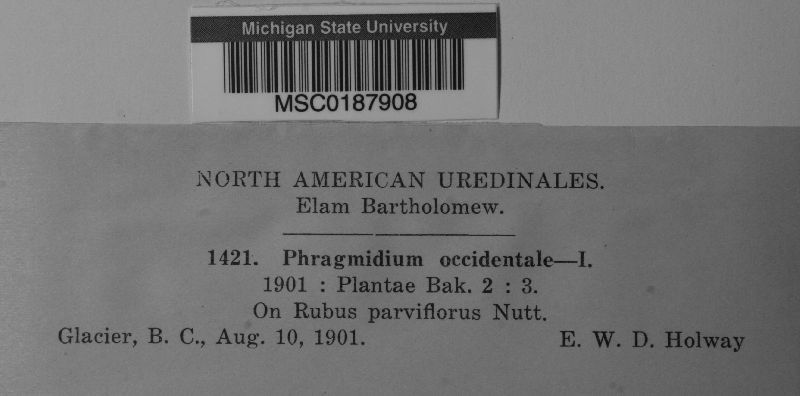 Michigan State University
MSC0187908
NORTH AMERICAN UREDINALES.
Elam Bartholomew.
1421. Phragmidium occidentale—I.
1901 : Plantae Bak. 2 : 3.
On Rubus parviflorus Nutt.
Glacier, B. C., Aug. 10, 1901. E. W. D. Holway